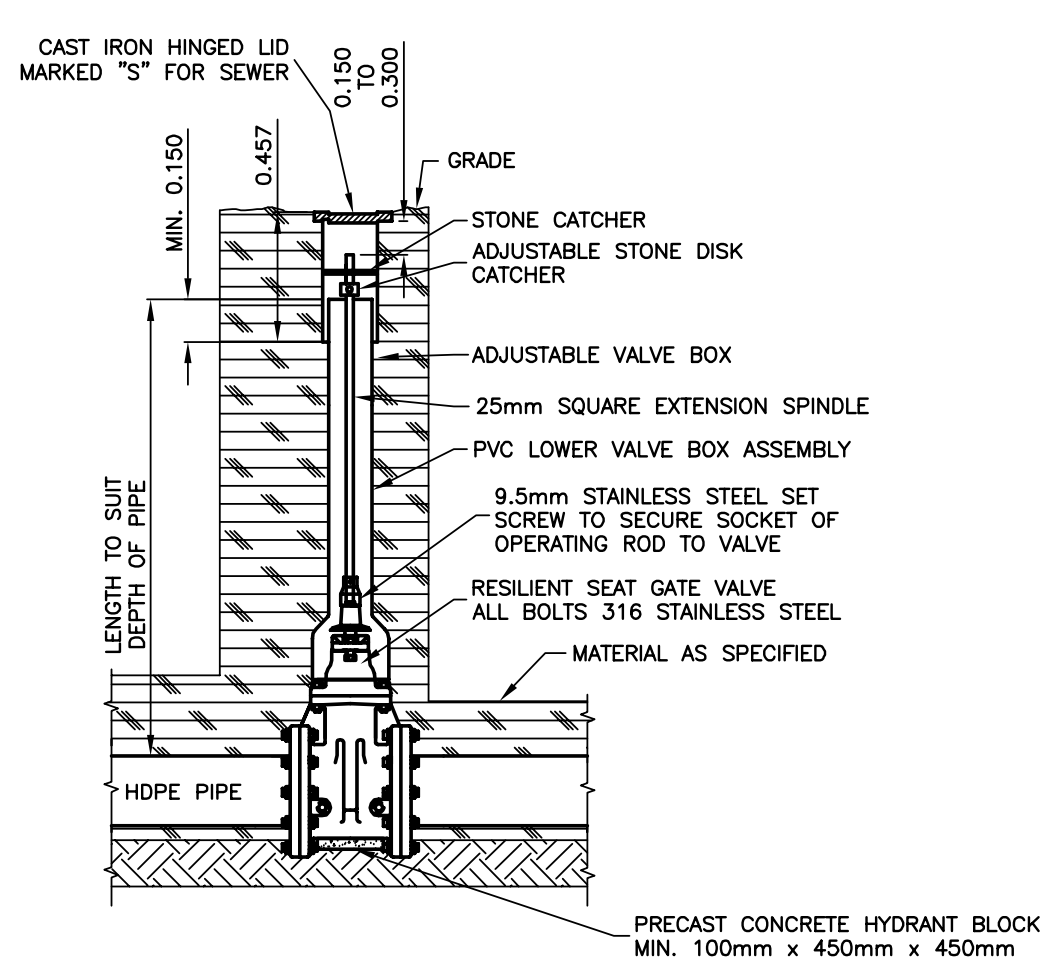 CAST IRON HINGED LID
MARKED "S" FOR SEWER
0.150
TO
0.300
MIN. 0.150
0.457
GRADE
STONE CATCHER
ADJUSTABLE STONE DISK
CATCHER
ADJUSTABLE VALVE BOX
25mm SQUARE EXTENSION SPINDLE
PVC LOWER VALVE BOX ASSEMBLY
9.5mm STAINLESS STEEL SET
SCREW TO SECURE SOCKET OF
OPERATING ROD TO VALVE
LENGTH TO SUIT
DEPTH OF PIPE
RESILIENT SEAT GATE VALVE
ALL BOLTS 316 STAINLESS STEEL
MATERIAL AS SPECIFIED
HDPE PIPE
PRECAST CONCRETE HYDRANT BLOCK
MIN. 100mm x 450mm x 450mm